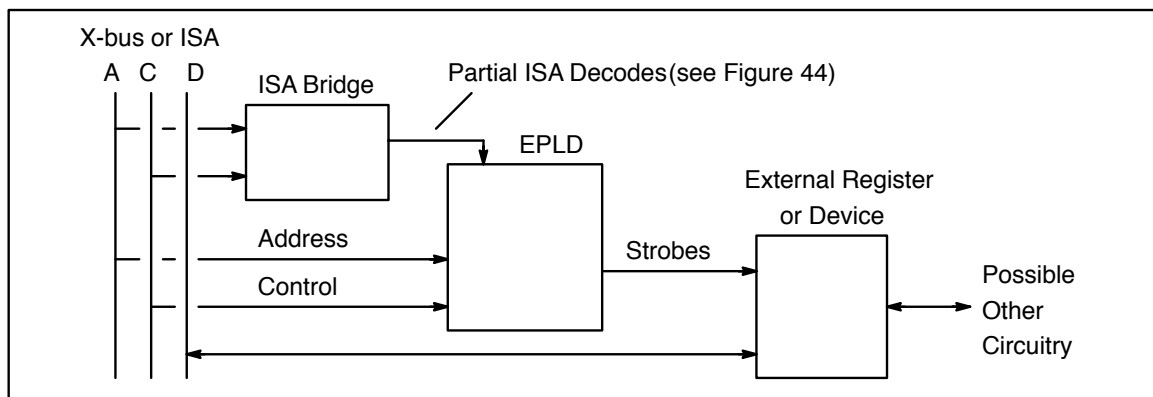 X-bus or ISA
A C D
ISA Bridge
Partial ISA Decodes(see Figure 44)
EPLD
External Register
or Device
Address
Strobes
Control
Possible
Other
Circuitry